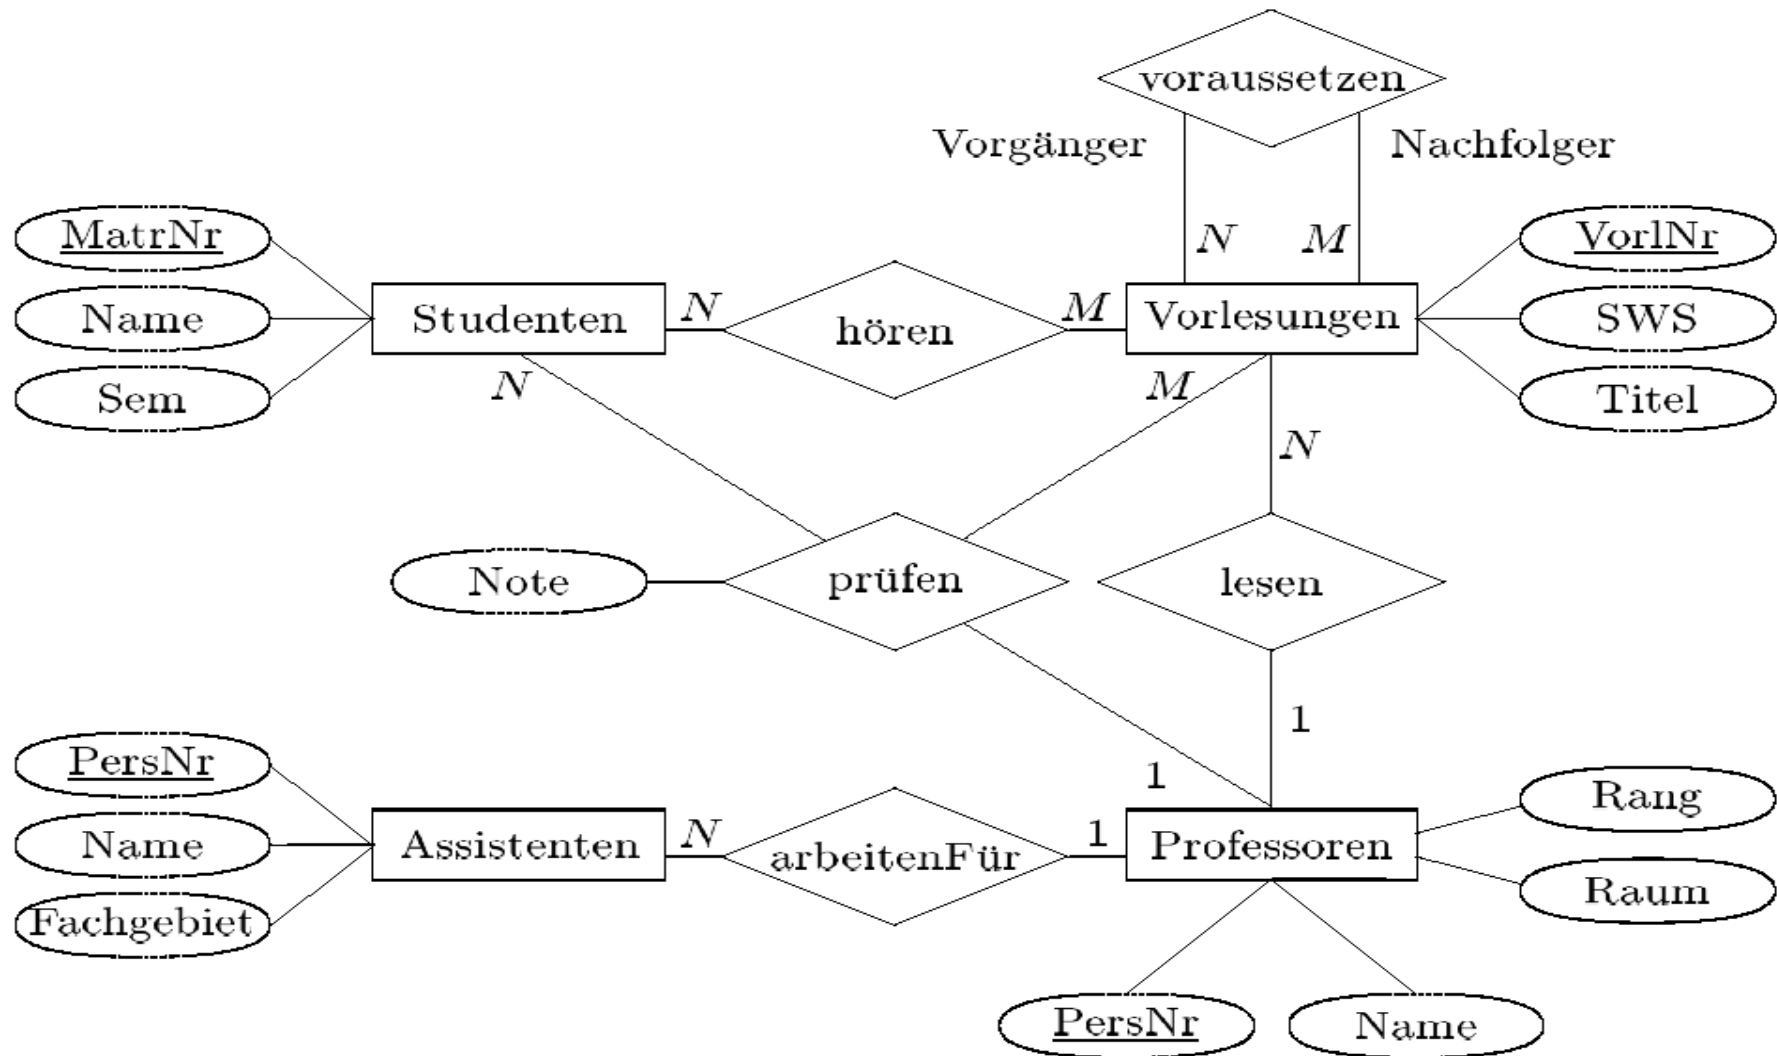 voraussetzen
Vorgänger
Nachfolger
MatrNr
N
M
VorlNr
Name
Studenten
N
hören
M
Vorlesungen
SWS
Sem
N
M
Titel
N
Note
prüfen
lesen
1
PersNr
1
Rang
Name
Assistenten
N
arbeitenFür
1
Professoren
Raum
Fachgebiet
PersNr
Name